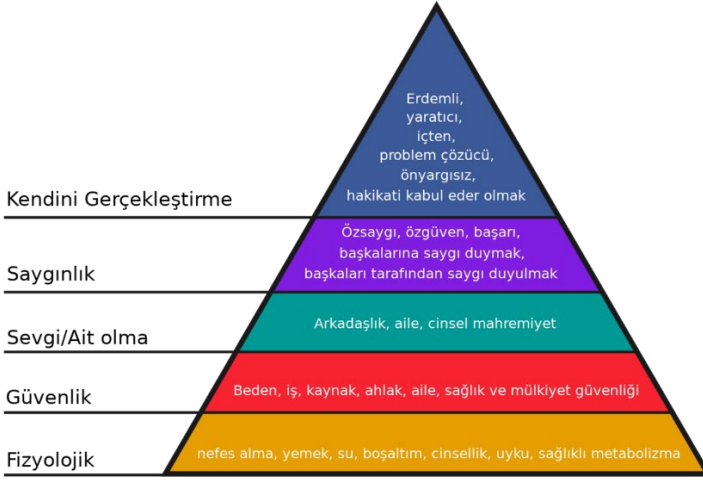 Erdemli,
yaratıcı,
içten,
problem çözücü,
önyargısız,
hakikati kabul eder olmak
Kendini Gerçekleştirme
Özsaygı, özgüven, başarı,
başkalarına saygı duymak,
başkaları tarafından saygı duyulmak
Saygınlık
Arkadaşlık, aile, cinsel mahremiyet
Sevgi/Ait olma
Beden, iş, kaynak, ahlak, aile, sağlık ve mülkiyet güvenliği
Güvenlik
nefes alma, yemek, su, boşaltım, cinsellik, uyku, sağlıklı metabolizma
Fizyolojik